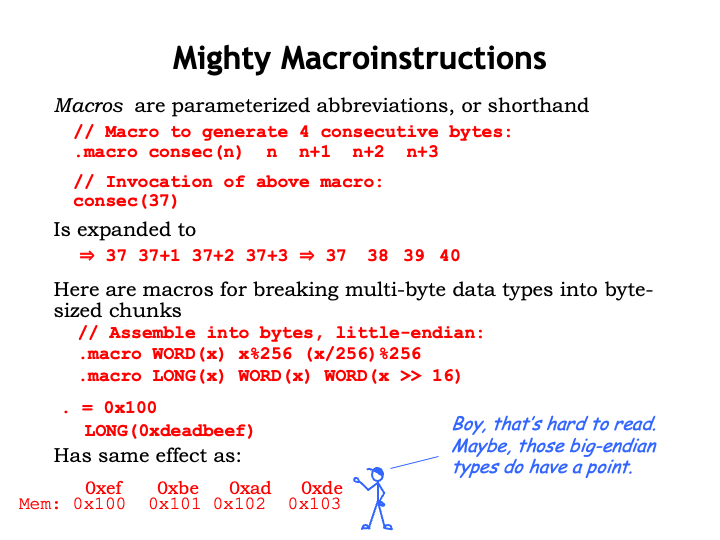 Mighty Macroinstructions
Macros are parameterized abbreviations, or shorthand
// Macro to generate 4 consecutive bytes:
.macro consec(n) n n+1 n+2 n+3
// Invocation of above macro:
consec(37)
Is expanded to
⇒ 37 37+1 37+2 37+3 ⇒ 37 38 39 40
Here are macros for breaking multi-byte data types into byte-
sized chunks
// Assemble into bytes, little-endian:
.macro WORD(x) x%256 (x/256)%256
.macro LONG(x) WORD(x) WORD(x >> 16)
. = 0x100
LONG(0xdeadbeef)
Has same effect as:
0xef 0xbe 0xad 0xde
Mem: 0x100 0x101 0x102 0x103
Boy, that's hard to read.
Maybe, those big-endian
types do have a point.